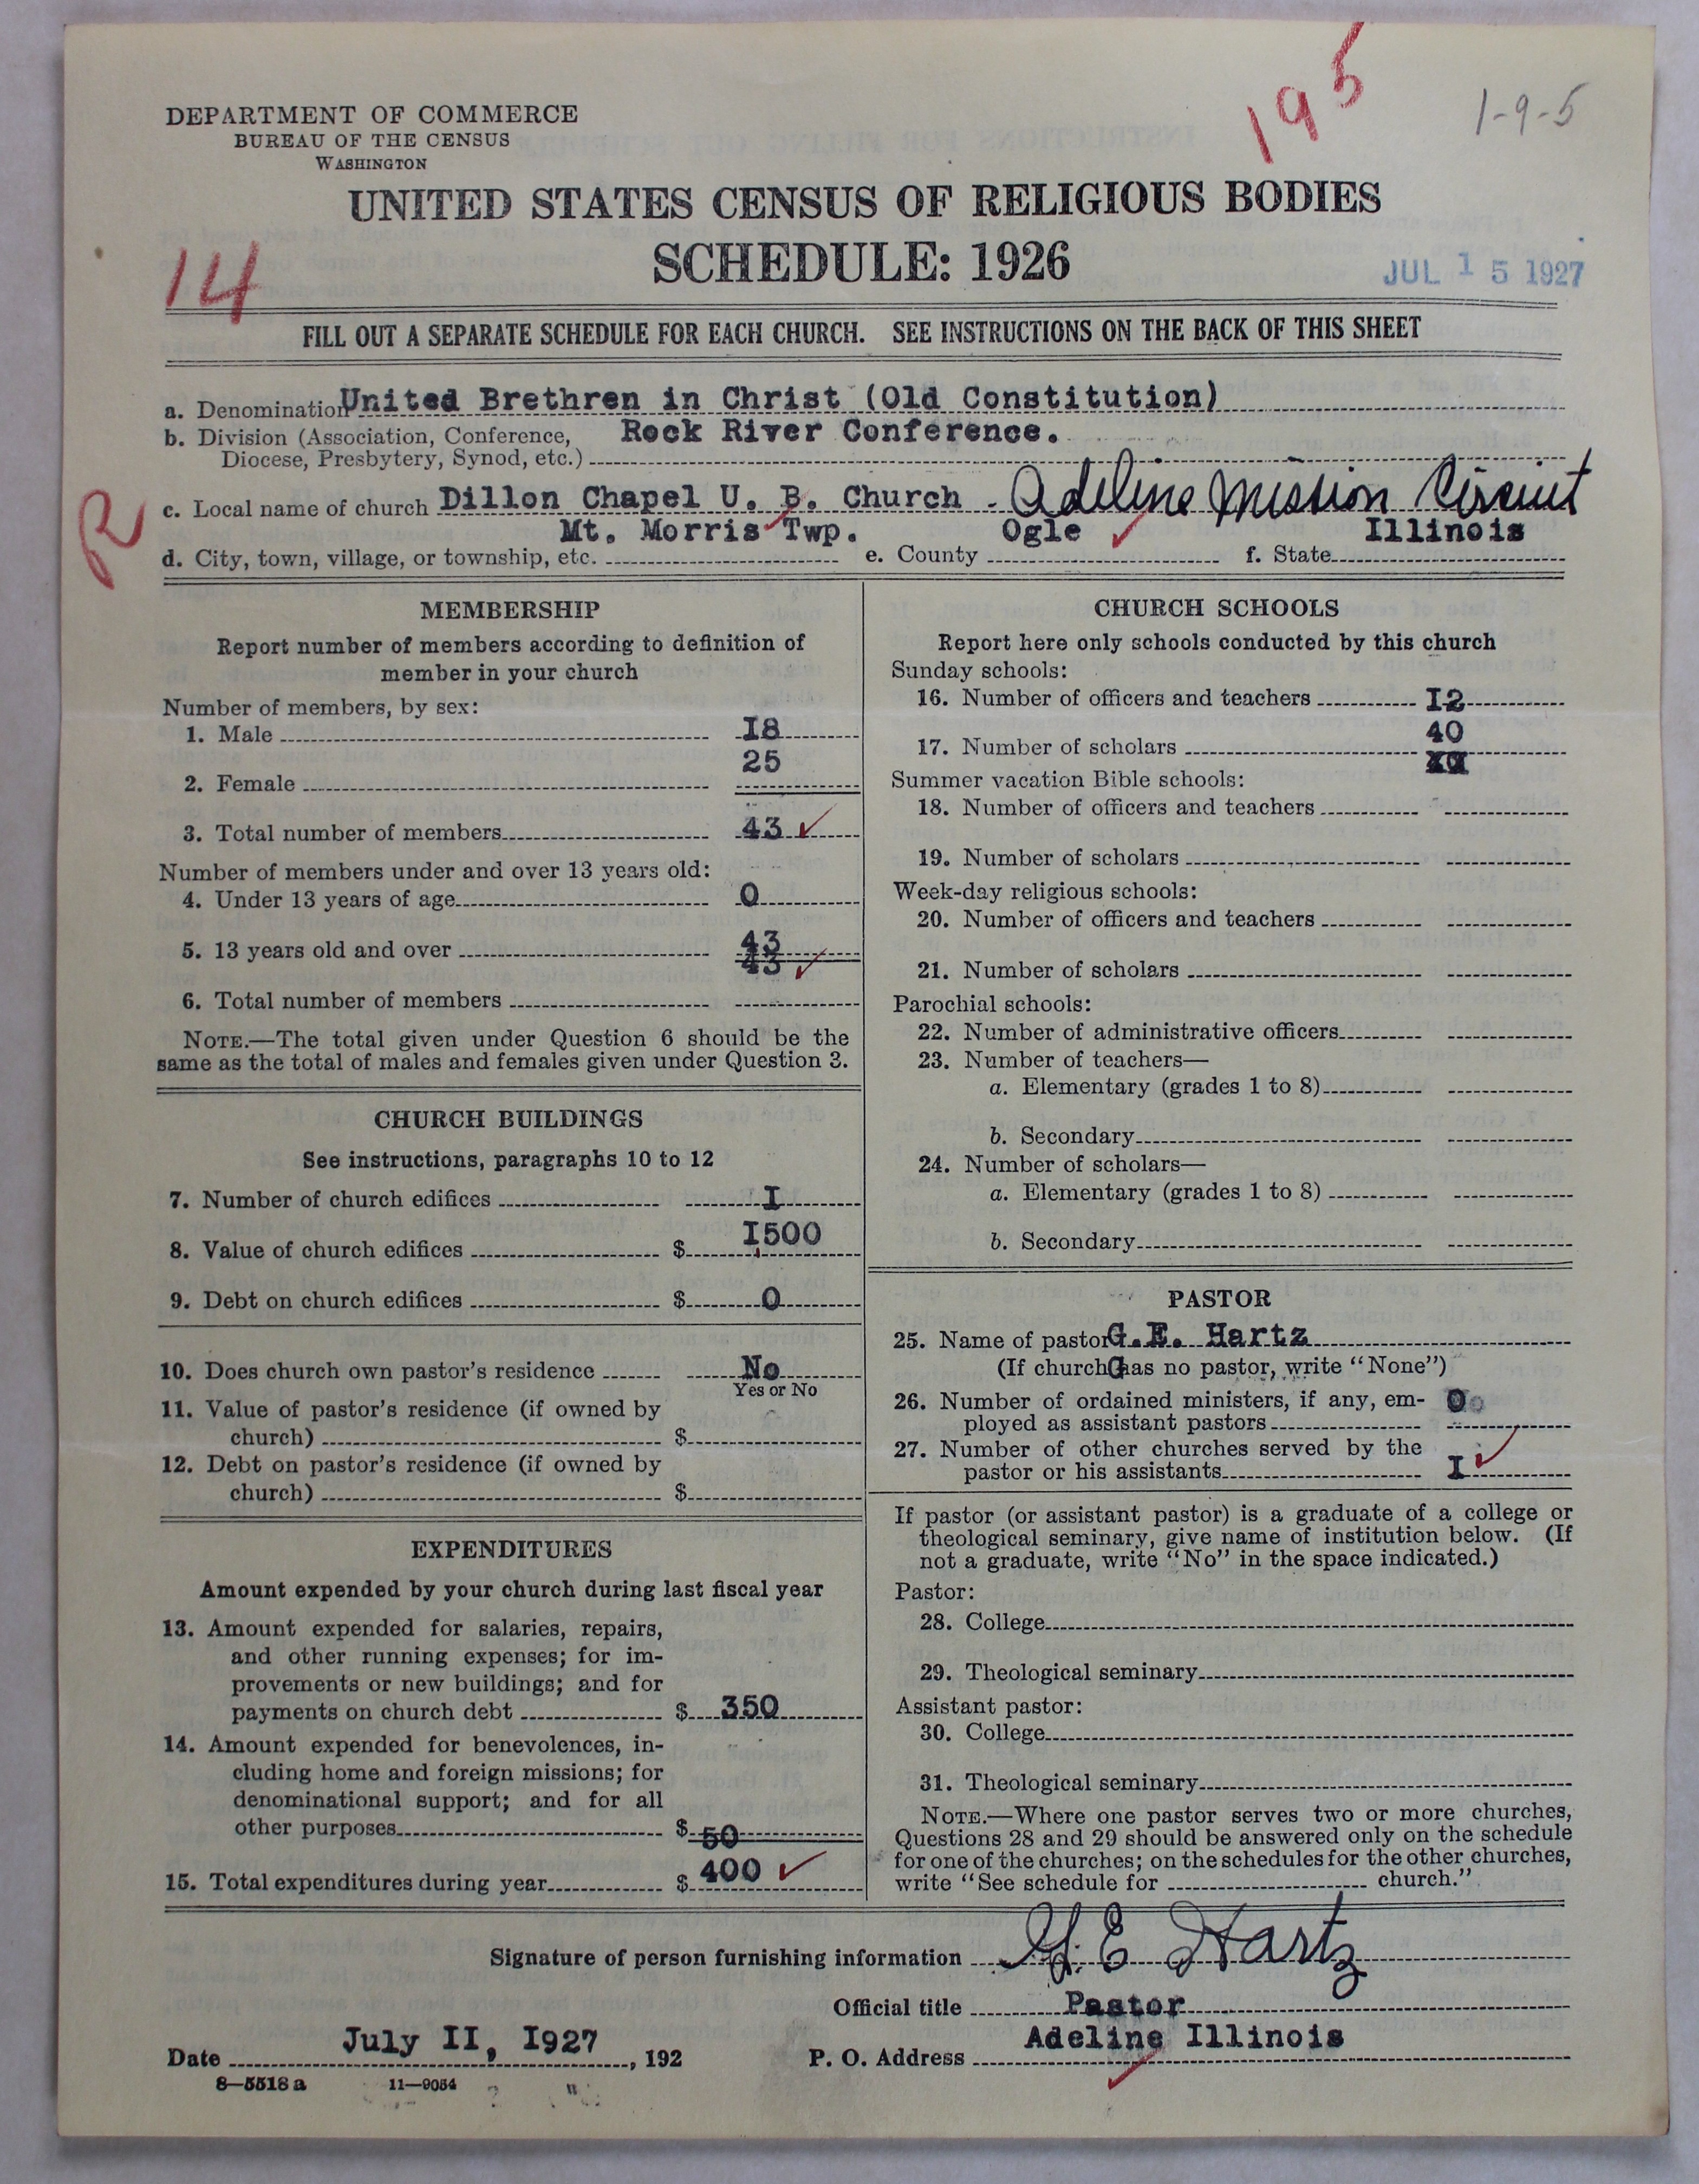 195
1-9-5
DEPARTMENT OF COMMERCE
BUREAU OF THE CENSUS
WASHINGTON
UNITED STATES CENSUS OF RELIGIOUS BODIES
SCHEDULE: 1926
14
JUL 15 1927
FILL OUT A SEPARATE SCHEDULE FOR EACH CHURCH. SEE INSTRUCTIONS ON THE BACK OF THIS SHEET
a. Denomination United Brethren in Christ (Old Constitution)
b. Division (Association, Conference, Rock River Conference.
Diocese, Presbytery, Synod, etc.)
R
c. Local name of church Dillon Chapel U. B. Church - Adeline Mission Circuit
Mt. Morris Twp. Ogle Illinois
d. City, town, village, or township, etc. e. County f. State
MEMBERSHIP
Report number of members according to definition of
member in your church
Number of members, by sex:
1. Male I8
25
2. Female
3. Total number of members 43 ✓
Number of members under and over 13 years old:
4. Under 13 years of age 0
5. 13 years old and over 43
43 ✓
6. Total number of members
NOTE.—The total given under Question 6 should be the
same as the total of males and females given under Question 3.
CHURCH BUILDINGS
See instructions, paragraphs 10 to 12
7. Number of church edifices I
8. Value of church edifices $ I500
9. Debt on church edifices $ 0
10. Does church own pastor's residence No
Yes or No
11. Value of pastor's residence (if owned by
church) $
12. Debt on pastor's residence (if owned by
church) $
EXPENDITURES
Amount expended by your church during last fiscal year
13. Amount expended for salaries, repairs,
and other running expenses; for im-
provements or new buildings; and for
payments on church debt $ 350
14. Amount expended for benevolences, in-
cluding home and foreign missions; for
denominational support; and for all
other purposes $ 50
15. Total expenditures during year $ 400 ✓
CHURCH SCHOOLS
Report here only schools conducted by this church
Sunday schools:
16. Number of officers and teachers I2
40
17. Number of scholars
Summer vacation Bible schools:
18. Number of officers and teachers
19. Number of scholars
Week-day religious schools:
20. Number of officers and teachers
21. Number of scholars
Parochial schools:
22. Number of administrative officers
23. Number of teachers—
a. Elementary (grades 1 to 8)
b. Secondary
24. Number of scholars—
a. Elementary (grades 1 to 8)
b. Secondary
PASTOR
25. Name of pastor G.E. Hartz
(If church has no pastor, write "None")
26. Number of ordained ministers, if any, em- 0
ployed as assistant pastors
27. Number of other churches served by the
pastor or his assistants I ✓
If pastor (or assistant pastor) is a graduate of a college or
theological seminary, give name of institution below. (If
not a graduate, write "No" in the space indicated.)
Pastor:
28. College
29. Theological seminary
Assistant pastor:
30. College
31. Theological seminary
NOTE.—Where one pastor serves two or more churches,
Questions 28 and 29 should be answered only on the schedule
for one of the churches; on the schedules for the other churches,
write "See schedule for church."
Signature of person furnishing information G. E Hartz
Official title Pastor
Date July II, I927, 192 P. O. Address Adeline Illinois
8—5518 a 11—9054